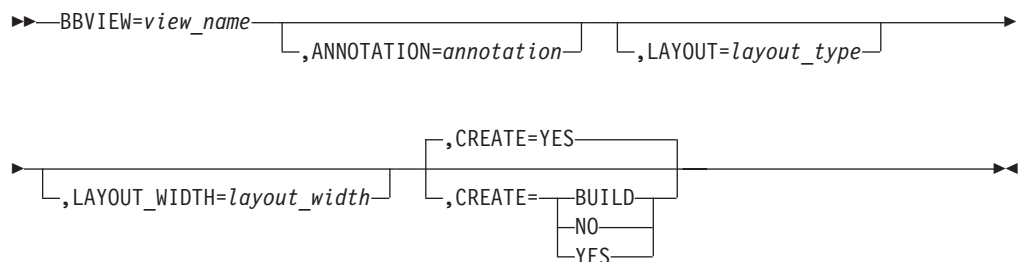 BBVIEW=view_name
,ANNOTATION=annotation ,LAYOUT=layout_type
,CREATE=YES
,LAYOUT_WIDTH=layout_width ,CREATE= BUILD
NO
YES